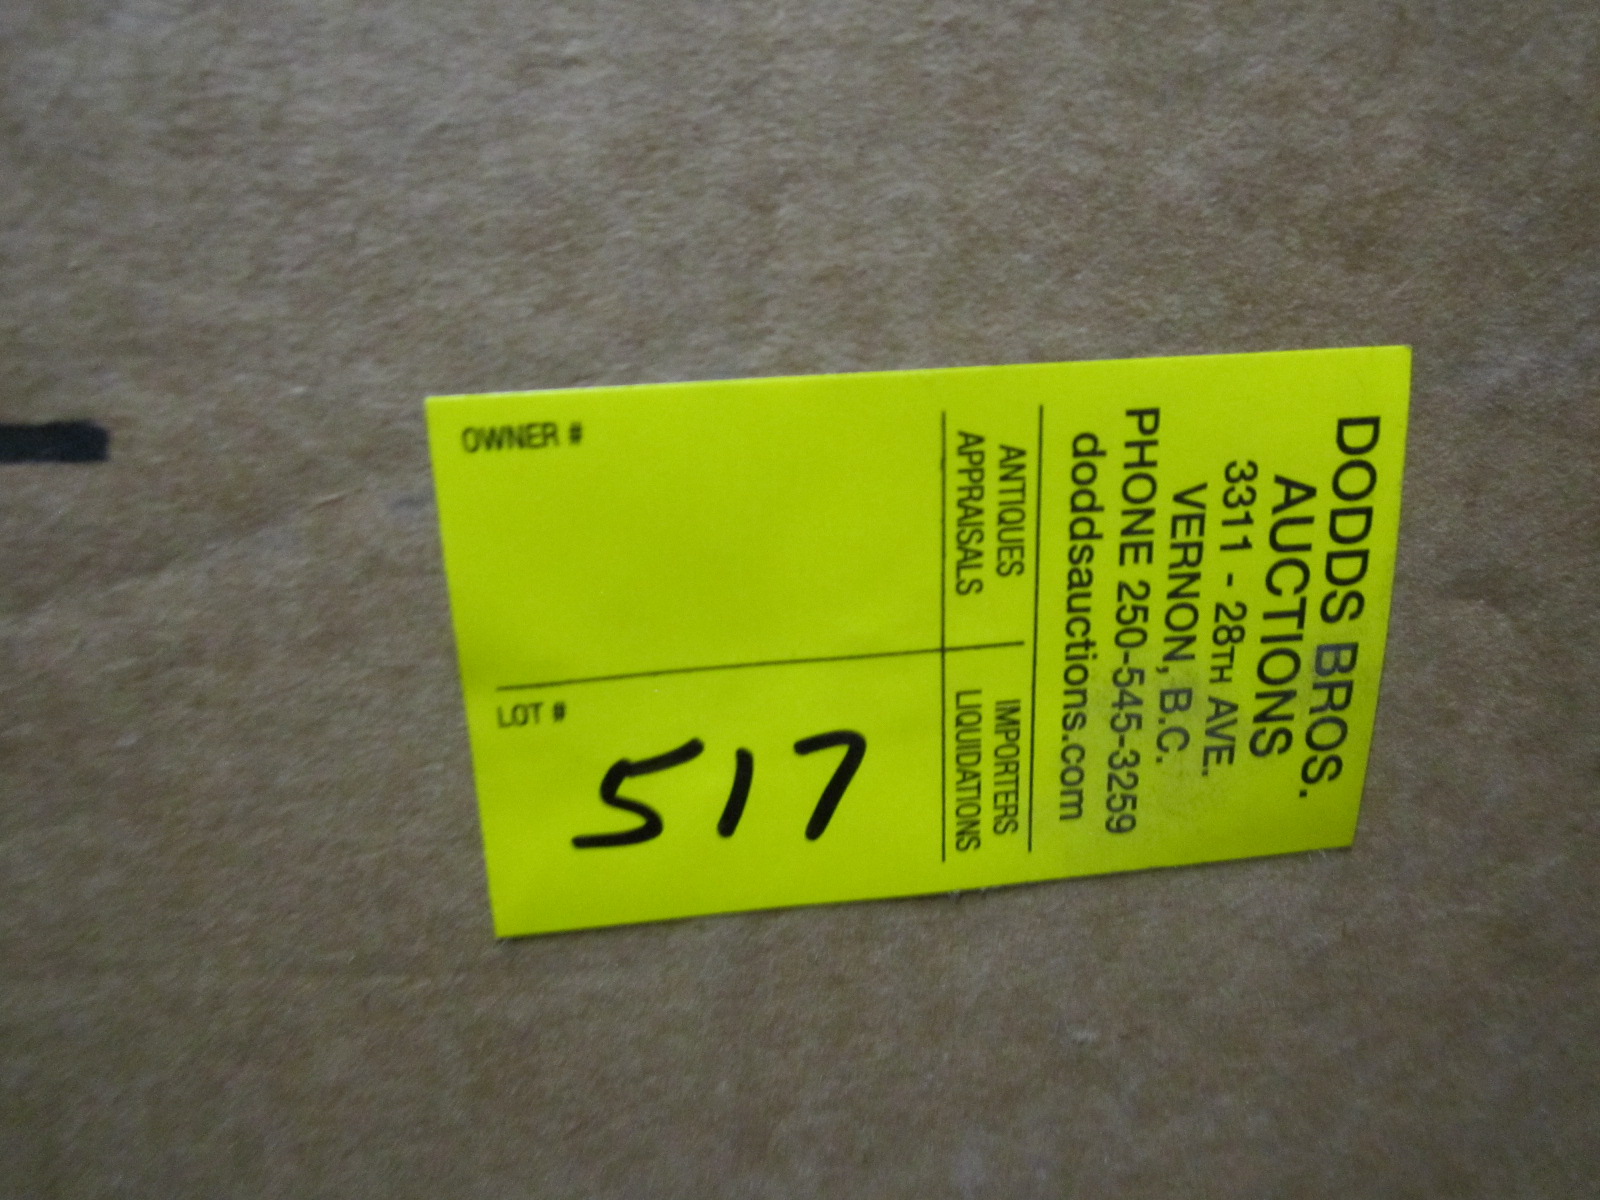 DODDS BROS.
AUCTIONS
3311 - 28TH AVE.
VERNON, B.C.
PHONE 250-545-3259
doddsauctions.com
ANTIQUES
APPRAISALS
IMPORTERS
LIQUIDATIONS
OWNER #
LOT #
517